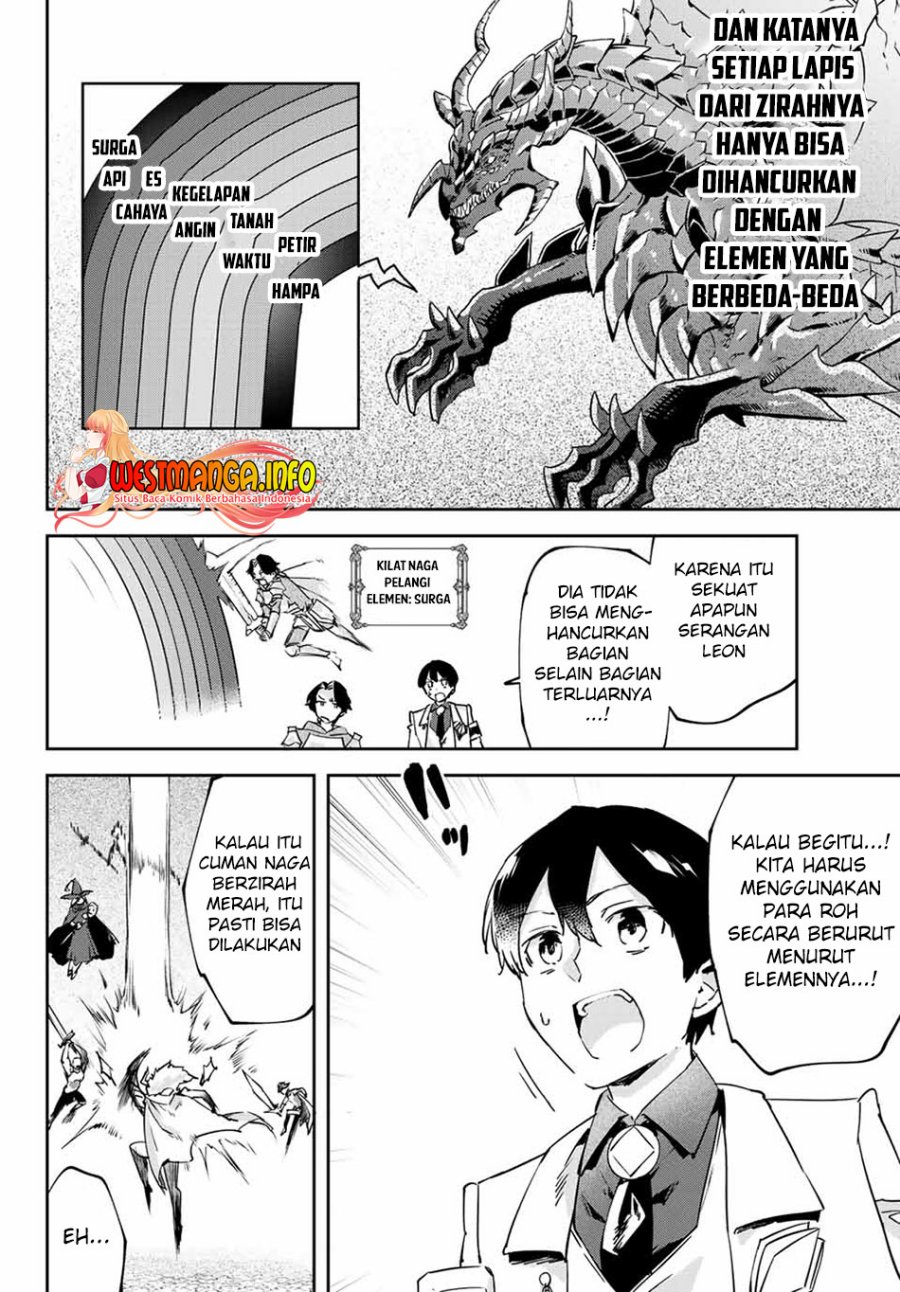 DAN KATANYA
SETIAP LAPIS
DARI ZIRAHNYA
HANYA BISA
DIHANCURKAN
DENGAN
ELEMEN YANG
BERBEDA-BEDA
SURGA
API
ES
CAHAYA
KEGELAPAN
ANGIN
TANAH
WAKTU
PETIR
HAMPA
WESTMANGA.INFO
Situs Baca Komik Berbahasa Indonesia
KARENA ITU
SEKUAT
APAPUN
SERANGAN
LEON
DIA TIDAK
BISA MENG-
HANCURKAN
BAGIAN
SELAIN BAGIAN
TERLUARNYA
...!
KILAT NAGA
PELANGI
ELEMEN: SURGA
KALAU BEGITU...!
KITA HARUS
MENGGUNAKAN
PARA ROH
SECARA BERURUT
MENURUT
ELEMENNYA...!
KALAU ITU
CUMAN NAGA
BERZIRAH
MERAH, ITU
PASTI BISA
DILAKUKAN
EH...